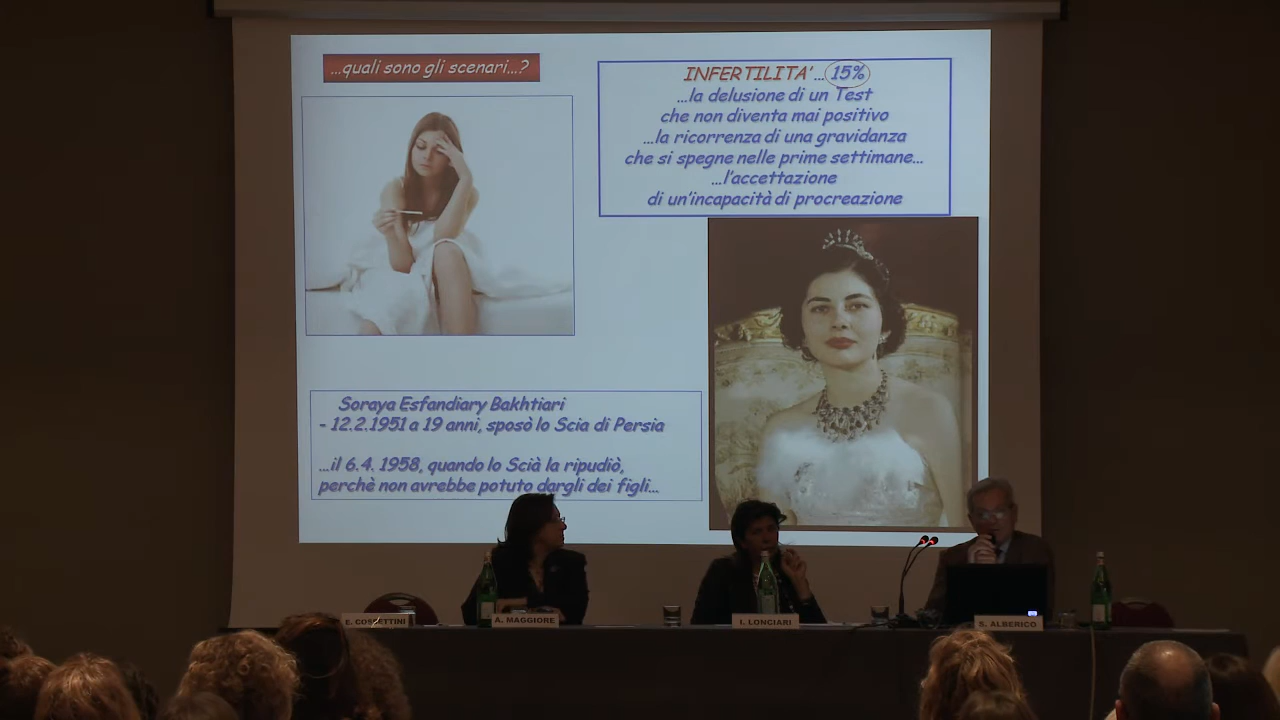 ...quali sono gli scenari...?
INFERTILITA'... 15%
...la delusione di un Test
che non diventa mai positivo
...la ricorrenza di una gravidanza
che si spegne nelle prime settimane...
...l'accettazione
di un'incapacità di procreazione
Soraya Esfandiary Bakhtiari
- 12.2.1951 a 19 anni, sposò lo Scia di Persia
...il 6.4. 1958, quando lo Scià la ripudiò,
perchè non avrebbe potuto dargli dei figli...
E. COSSETTINI
A. MAGGIORE
I. LONCIARI
S. ALBERICO